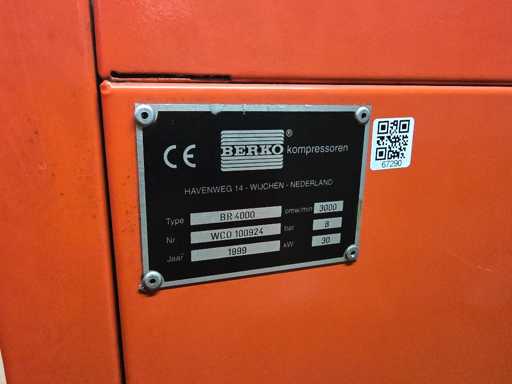 CE BERKO® kompressoren
HAVENWEG 14 - WIJCHEN - NEDERLAND
Type BR 4000 omw/min 3000
Nr WCO 100924 bar 8
Jaar 1999 kW 30
67290